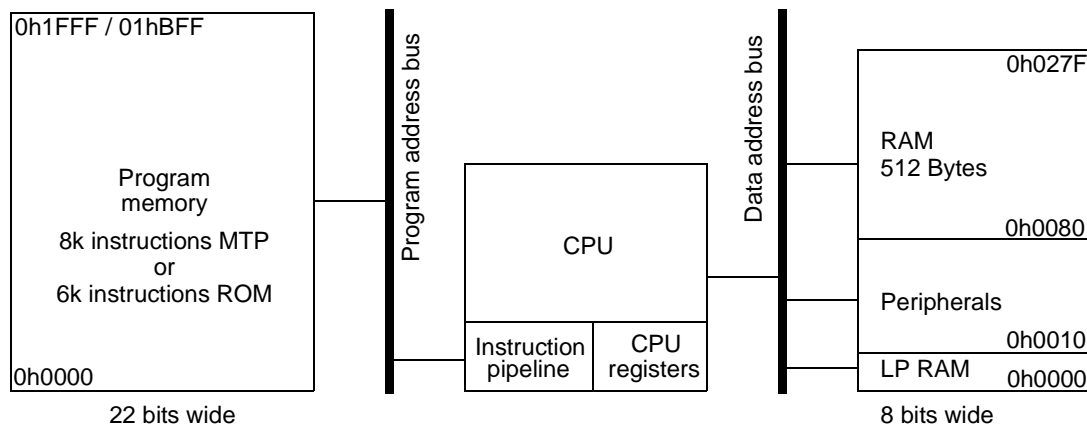 0h1FFF / 01hBFF
Program
memory
8k instructions MTP
or
6k instructions ROM
0h0000
22 bits wide
Program address bus
CPU
Instruction
pipeline
CPU
registers
Data address bus
0h027F
RAM
512 Bytes
0h0080
Peripherals
0h0010
LP RAM
0h0000
8 bits wide